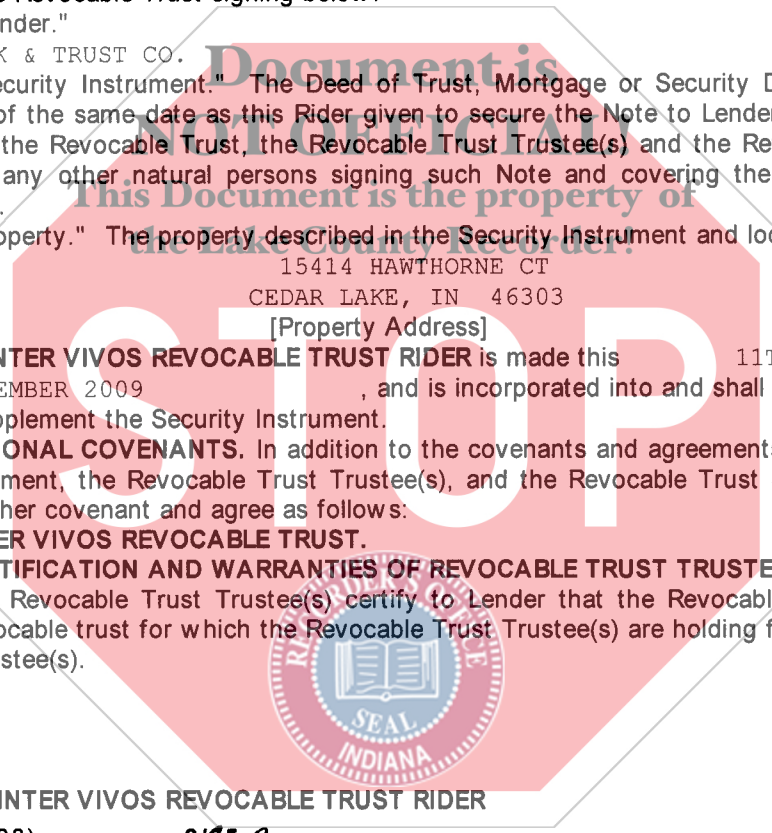 Revocable Trust signing below.
nder."
K & TRUST CO.
Document is
ecurity Instrument." The Deed of Trust, Mortgage or Security D
of the same date as this Rider given to secure the Note to Lender
NOT OFFICIAL!
the Revocable Trust, the Revocable Trust Trustee(s) and the Re
any other natural persons signing such Note and covering the
This Document is the property of
operty." The property described in the Security Instrument and loc
the Lake County Recorder!
15414 HAWTHORNE CT
CEDAR LAKE, IN 46303
STOP
[Property Address]
NTER VIVOS REVOCABLE TRUST RIDER is made this 11T
EMBER 2009 , and is incorporated into and shall
pplement the Security Instrument.
ONAL COVENANTS. In addition to the covenants and agreements
ment, the Revocable Trust Trustee(s), and the Revocable Trust
her covenant and agree as follows:
ER VIVOS REVOCABLE TRUST.
TIFICATION AND WARRANTIES OF REVOCABLE TRUST TRUSTE
Revocable Trust Trustee(s) certify to Lender that the Revocabl
ocable trust for which the Revocable Trust Trustee(s) are holding f
stee(s).
RECORDER'S OFFICE
SEAL
INDIANA
INTER VIVOS REVOCABLE TRUST RIDER